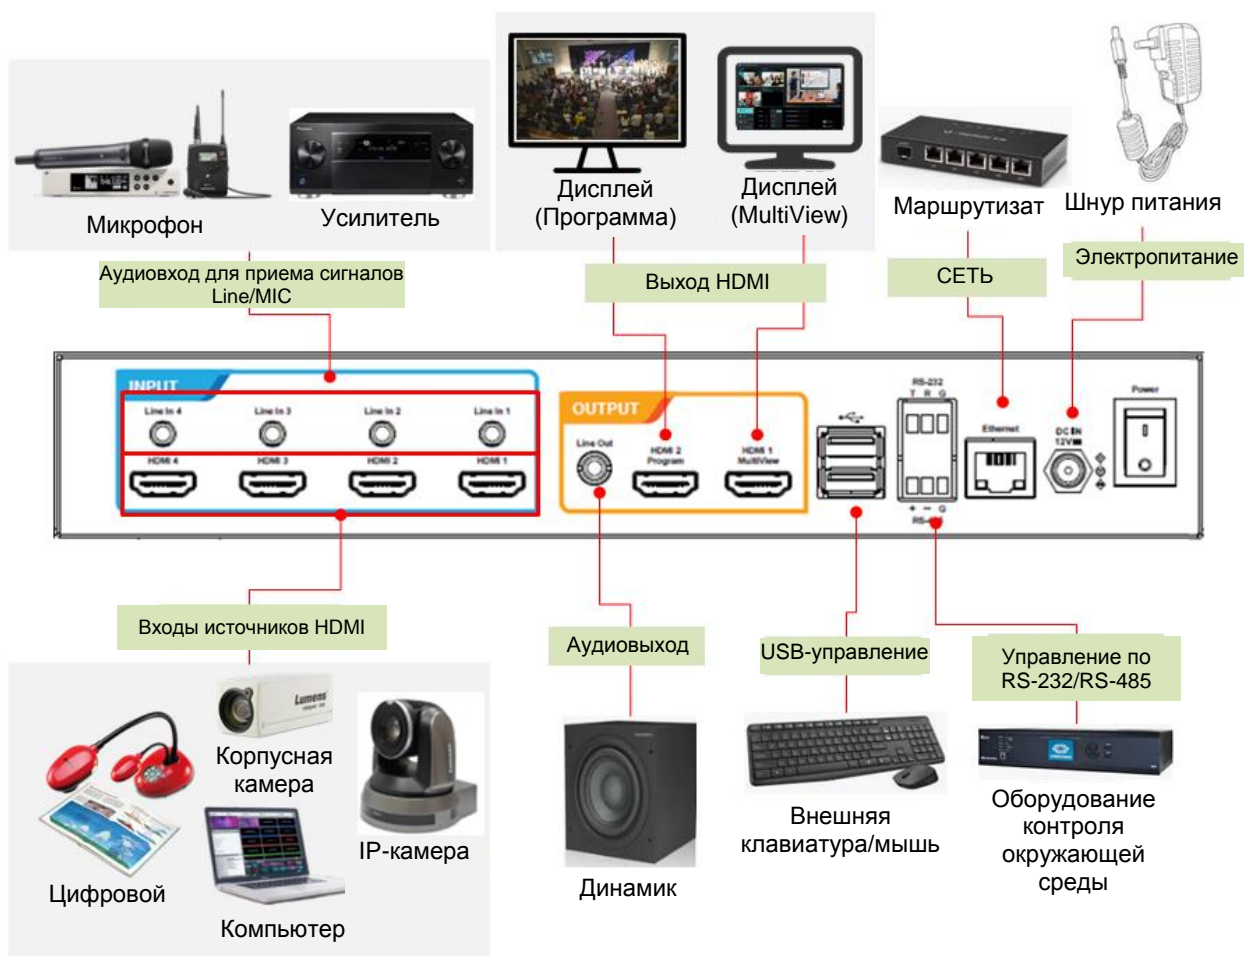 Микрофон
Усилитель
Дисплей
(Программа)
Дисплей
(MultiView)
Маршрутизат
Шнур питания
Аудиовход для приема сигналов
Line/MIC
Выход HDMI
СЕТЬ
Электропитание
INPUT
Line In 4
Line In 3
Line In 2
Line In 1
HDMI 4
HDMI 3
HDMI 2
HDMI 1
OUTPUT
Line Out
HDMI 2
Program
HDMI 1
MultiView
RS-232
T R G
+ − G
Ethernet
DC IN
12V
Power
Входы источников HDMI
Аудиовыход
USB-управление
Управление по
RS-232/RS-485
Lumens
Корпусная
камера
IP-камера
Цифровой
Компьютер
Динамик
Внешняя
клавиатура/мышь
Оборудование
контроля
окружающей
среды